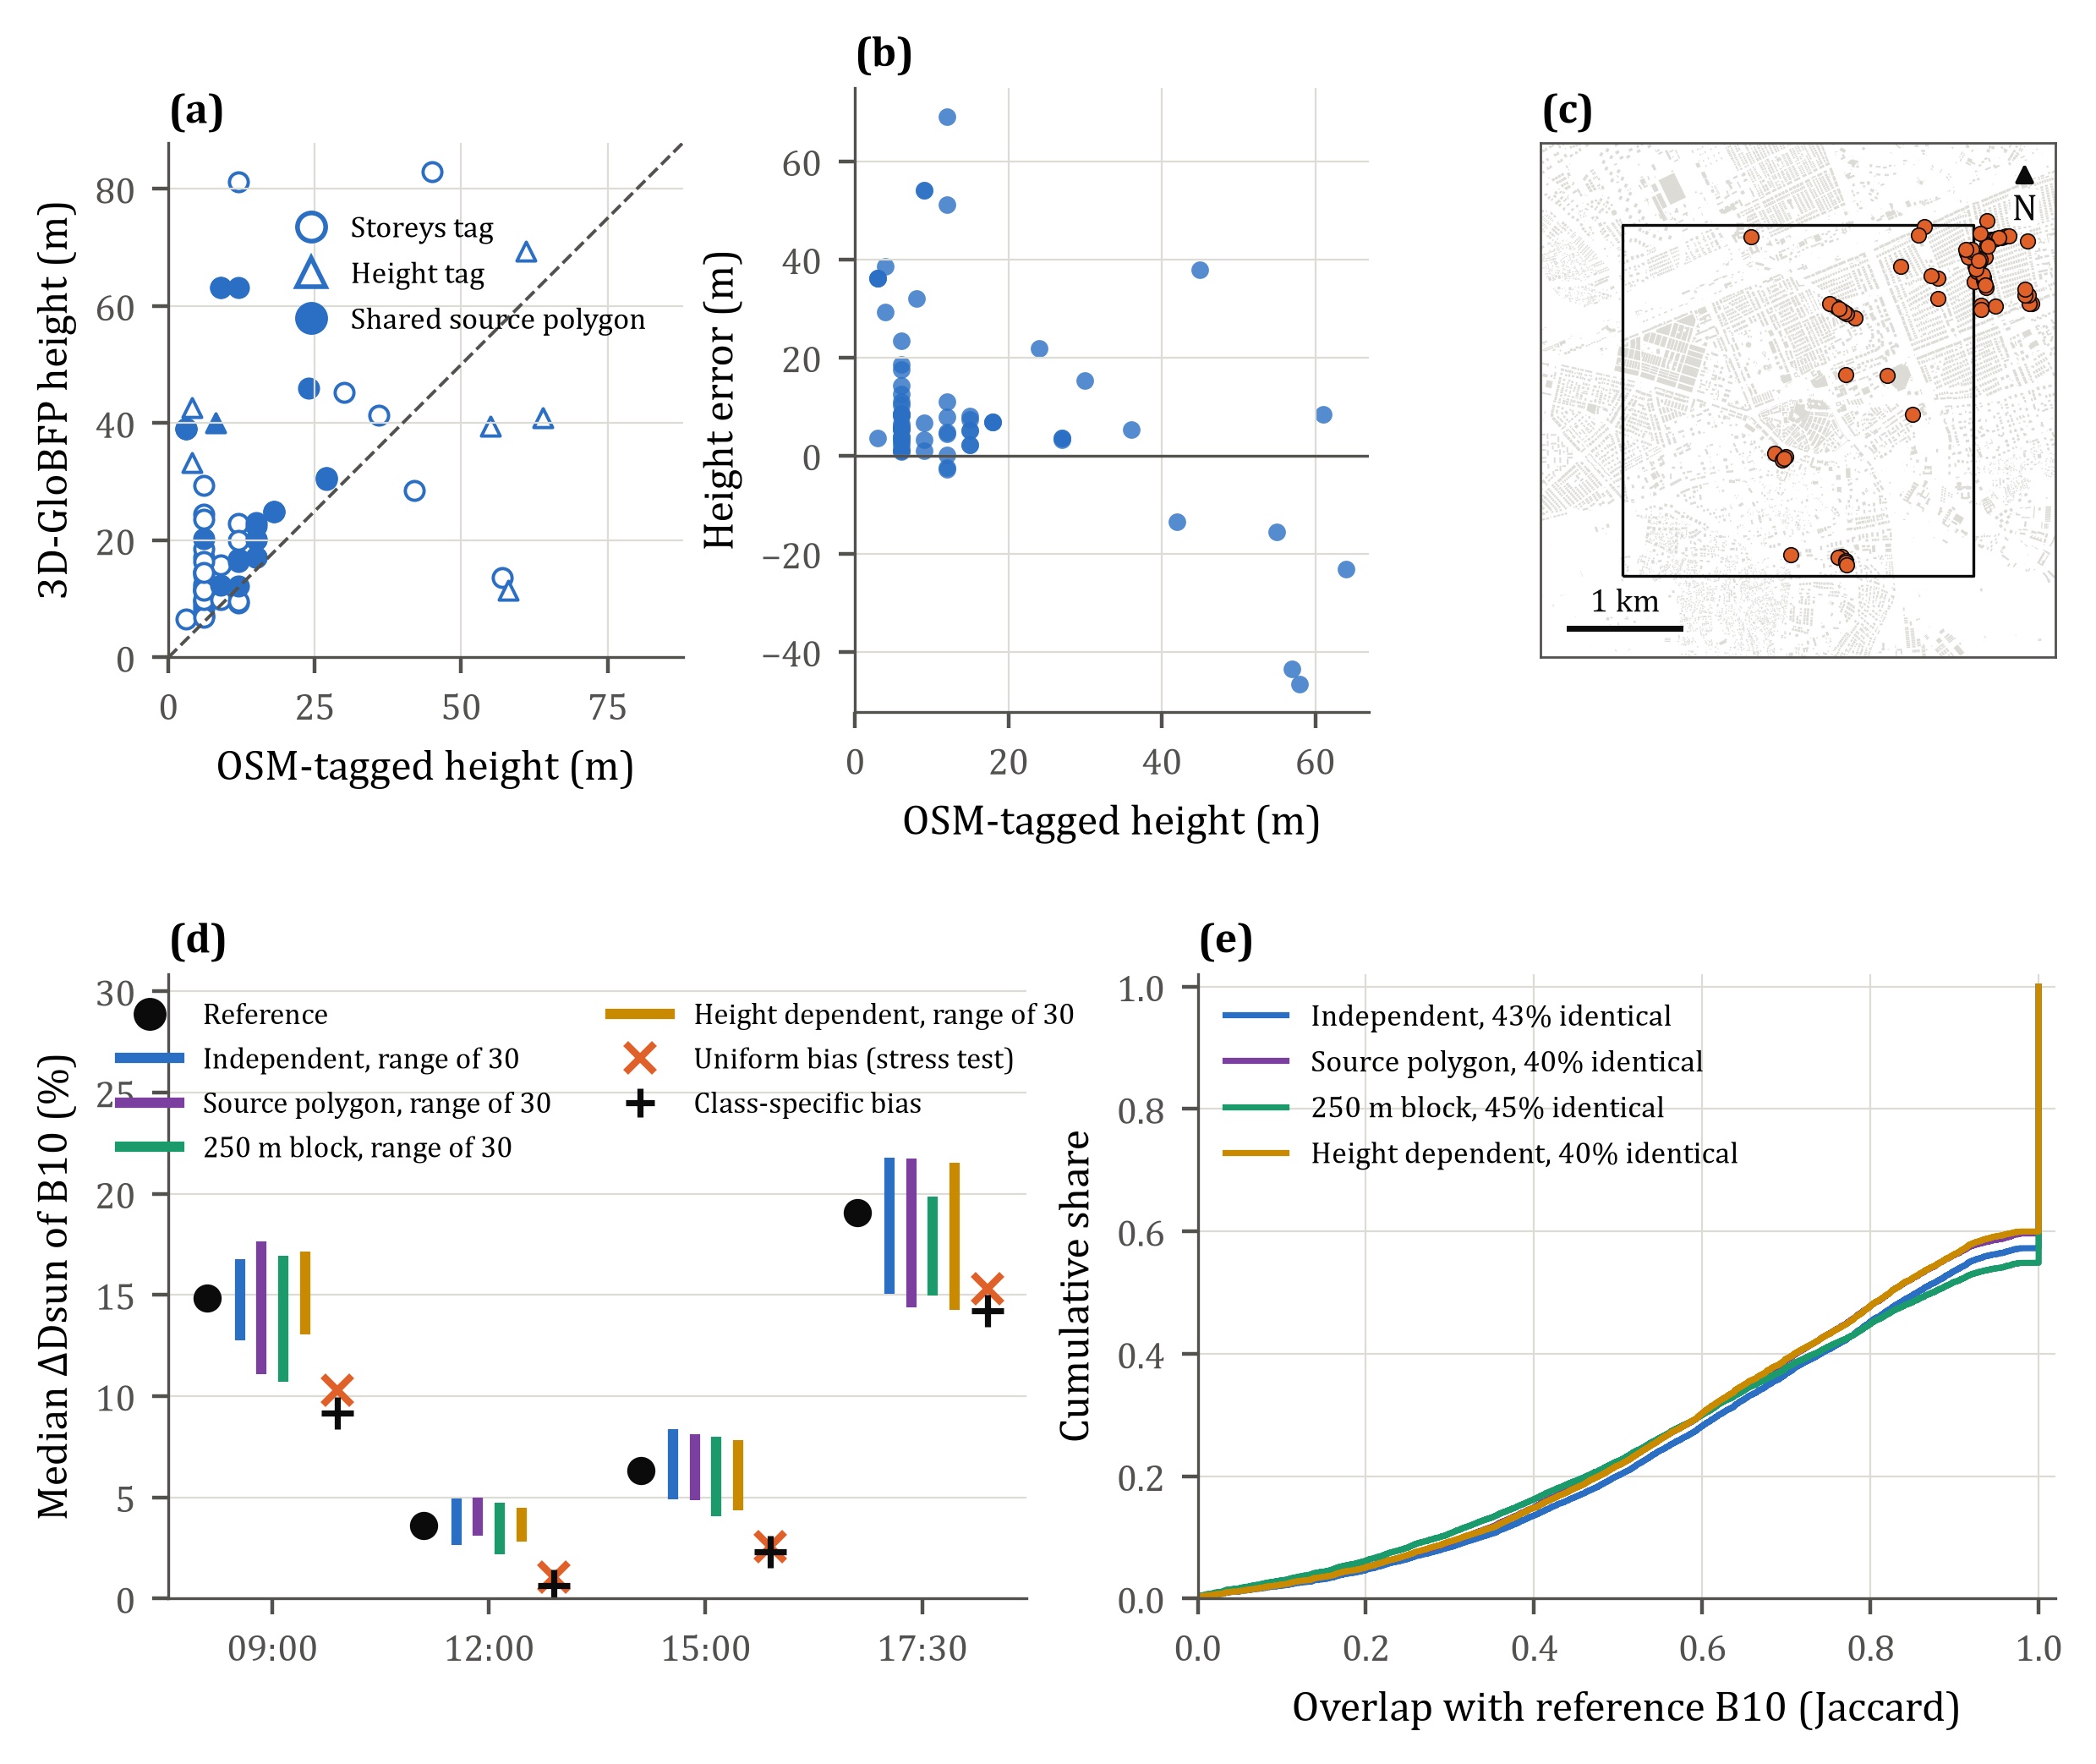 (a)
3D-GloBFP height (m)
80
60
40
20
0
0 25 50 75
OSM-tagged height (m)
Storeys tag
Height tag
Shared source polygon
(b)
Height error (m)
60
40
20
0
−20
−40
0 20 40 60
OSM-tagged height (m)
(c)
N
1 km
(d)
Median ΔDsun of B10 (%)
30
25
20
15
10
5
0
Reference
Independent, range of 30
Source polygon, range of 30
250 m block, range of 30
Height dependent, range of 30
Uniform bias (stress test)
Class-specific bias
09:00 12:00 15:00 17:30
(e)
Cumulative share
1.0
0.8
0.6
0.4
0.2
0.0
Independent, 43% identical
Source polygon, 40% identical
250 m block, 45% identical
Height dependent, 40% identical
0.0 0.2 0.4 0.6 0.8 1.0
Overlap with reference B10 (Jaccard)